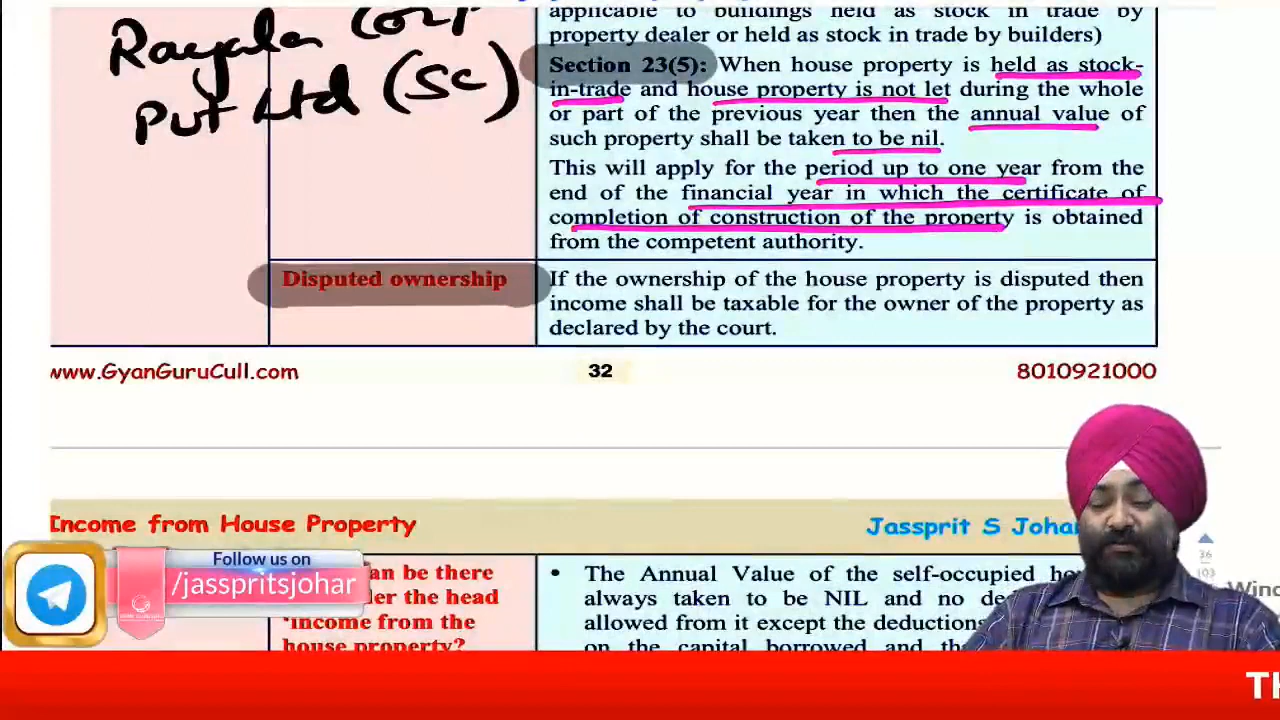 Rayala Corp
Pvt Ltd (SC)
applicable to buildings held as stock in trade by
property dealer or held as stock in trade by builders)
Section 23(5): When house property is held as stock-
in-trade and house property is not let during the whole
or part of the previous year then the annual value of
such property shall be taken to be nil.
This will apply for the period up to one year from the
end of the financial year in which the certificate of
completion of construction of the property is obtained
from the competent authority.
Disputed ownership
If the ownership of the house property is disputed then
income shall be taxable for the owner of the property as
declared by the court.
www.GyanGuruCull.com
32
8010921000
Income from House Property
Jassprit S Johar
Follow us on
/jasspritsjohar
an be there
er the head
'income from the
house property?
• The Annual Value of the self-occupied
always taken to be NIL and no
allowed from it except the deductions
on the capital borrowed and
36
103